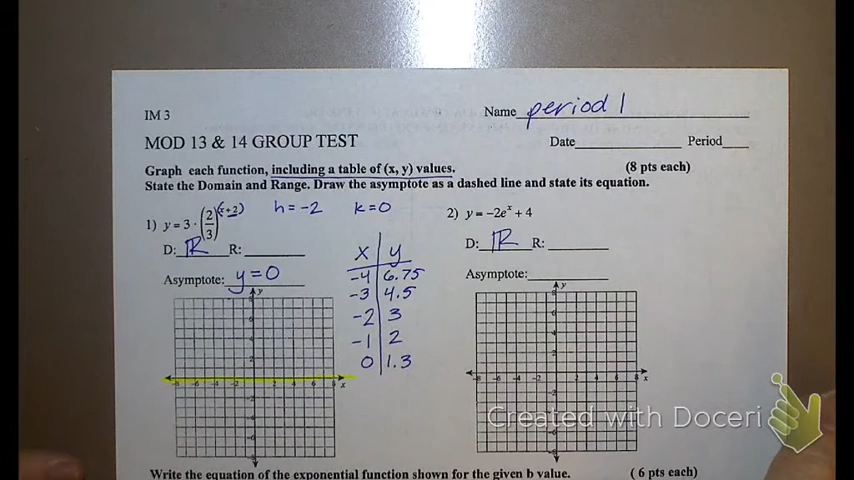 IM 3
Name period 1
MOD 13 & 14 GROUP TEST
Date Period
Graph each function, including a table of (x, y) values. (8 pts each)
State the Domain and Range. Draw the asymptote as a dashed line and state its equation.
1) y = 3 · (2/3)^(x+2) h = -2 k = 0
D: ℝ R:
Asymptote: y = 0
x y
-4 6.75
-3 4.5
-2 3
-1 2
0 1.3
2) y = -2e^x + 4
D: ℝ R:
Asymptote:
Created with Doceri
Write the equation of the exponential function shown for the given b value. ( 6 pts each)